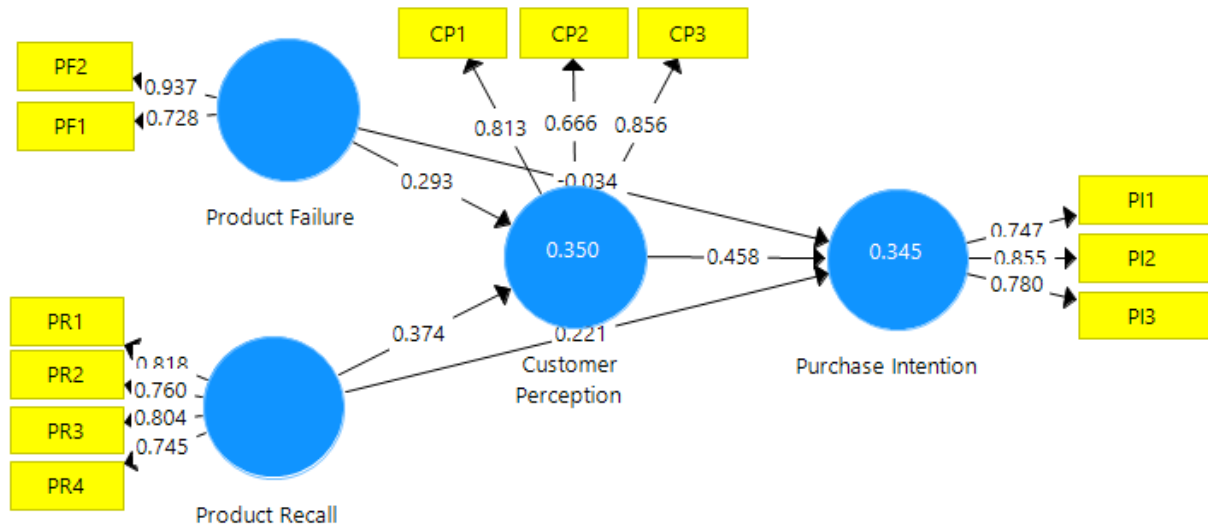 CP1
CP2
CP3
PF2
PF1
0.937
0.728
0.813
0.666
0.856
-0.034
0.293
Product Failure
0.350
0.458
0.345
PI1
PI2
PI3
0.747
0.855
0.780
0.374
0.221
Customer
Perception
Purchase Intention
PR1
PR2
PR3
PR4
0.818
0.760
0.804
0.745
Product Recall